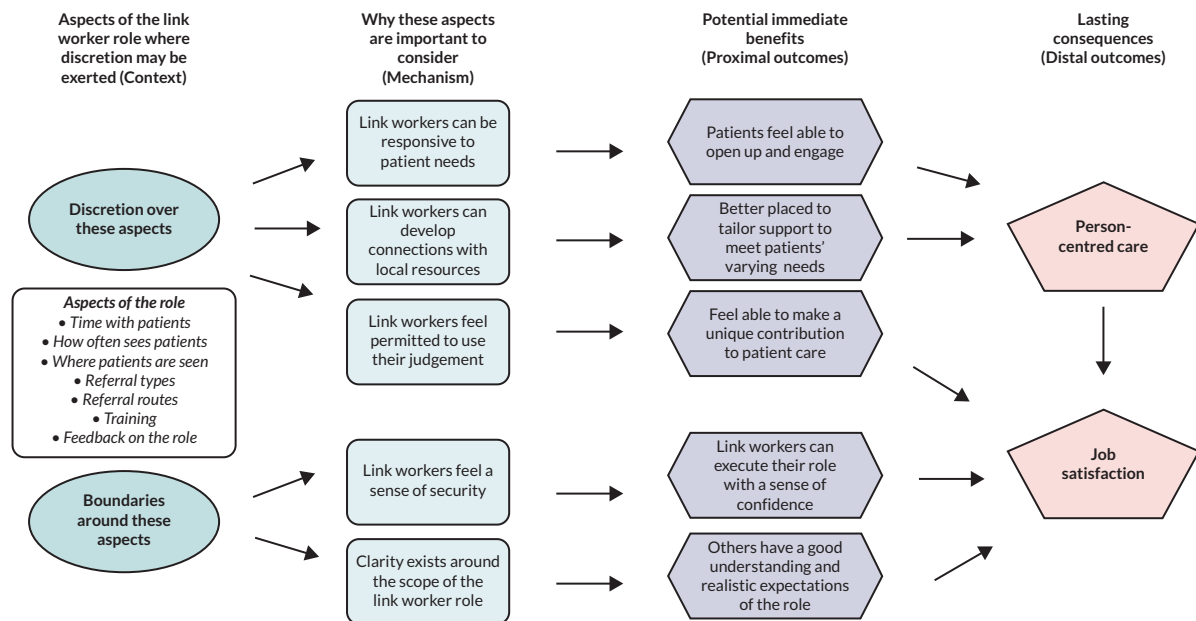 Aspects of the link
worker role where
discretion may be
exerted (Context)
Why these aspects
are important to
consider
(Mechanism)
Potential immediate
benefits
(Proximal outcomes)
Lasting
consequences
(Distal outcomes)
Discretion over
these aspects
Aspects of the role
• Time with patients
• How often sees patients
• Where patients are seen
• Referral types
• Referral routes
• Training
• Feedback on the role
Boundaries
around these
aspects
Link workers can be
responsive to
patient needs
Link workers can
develop
connections with
local resources
Link workers feel
permitted to use
their judgement
Link workers feel a
sense of security
Clarity exists around
the scope of the
link worker role
Patients feel able to
open up and engage
Better placed to
tailor support to
meet patients’
varying needs
Feel able to make a
unique contribution
to patient care
Link workers can
execute their role
with a sense of
confidence
Others have a good
understanding and
realistic expectations
of the role
Person-
centred care
Job
satisfaction